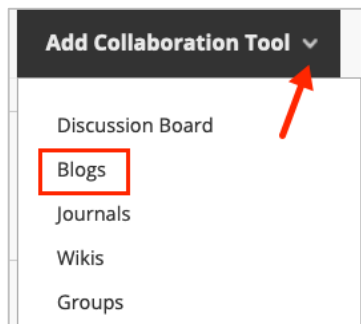 Add Collaboration Tool
Discussion Board
Blogs
Journals
Wikis
Groups